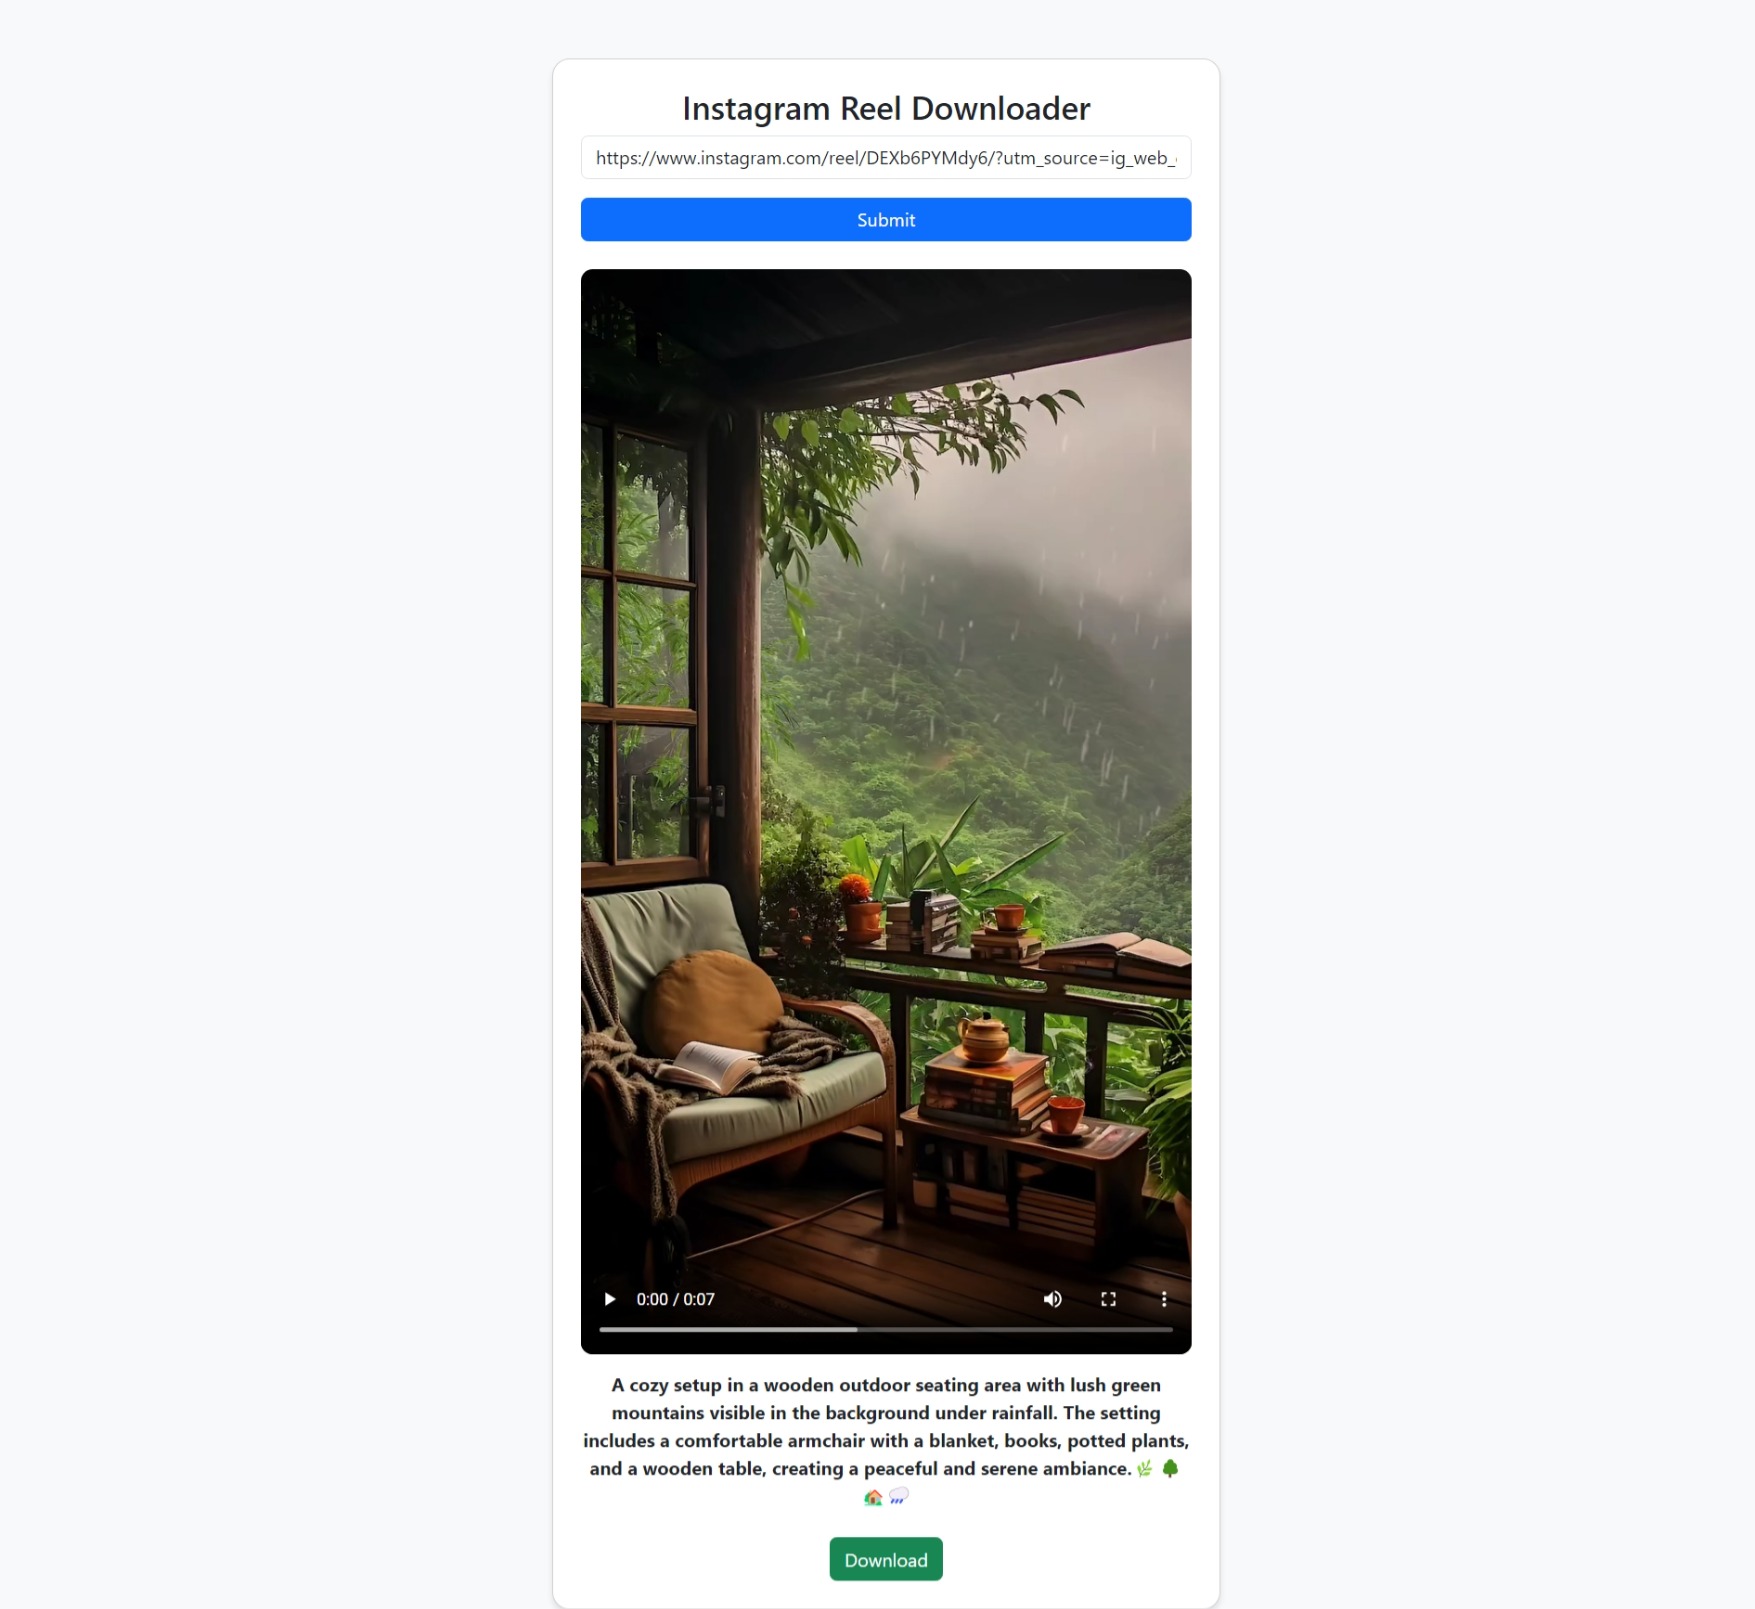 Instagram Reel Downloader
https://www.instagram.com/reel/DEXb6PYMdy6/?utm_source=ig_web_
Submit
0:00 / 0:07
A cozy setup in a wooden outdoor seating area with lush green
mountains visible in the background under rainfall. The setting
includes a comfortable armchair with a blanket, books, potted plants,
and a wooden table, creating a peaceful and serene ambiance. 🌿 🌳
🏡 🌧️
Download